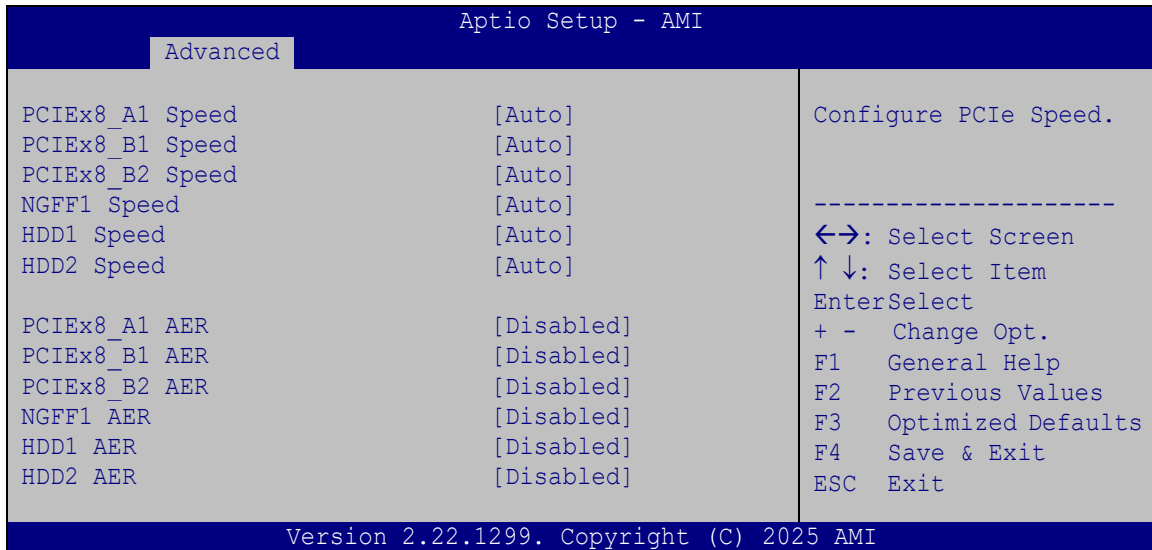 Aptio Setup - AMI
Advanced
PCIEx8_A1 Speed [Auto]
PCIEx8_B1 Speed [Auto]
PCIEx8_B2 Speed [Auto]
NGFF1 Speed [Auto]
HDD1 Speed [Auto]
HDD2 Speed [Auto]
PCIEx8_A1 AER [Disabled]
PCIEx8_B1 AER [Disabled]
PCIEx8_B2 AER [Disabled]
NGFF1 AER [Disabled]
HDD1 AER [Disabled]
HDD2 AER [Disabled]
Configure PCIe Speed.
---------------------
←→: Select Screen
↑ ↓: Select Item
EnterSelect
+ - Change Opt.
F1 General Help
F2 Previous Values
F3 Optimized Defaults
F4 Save & Exit
ESC Exit
Version 2.22.1299. Copyright (C) 2025 AMI